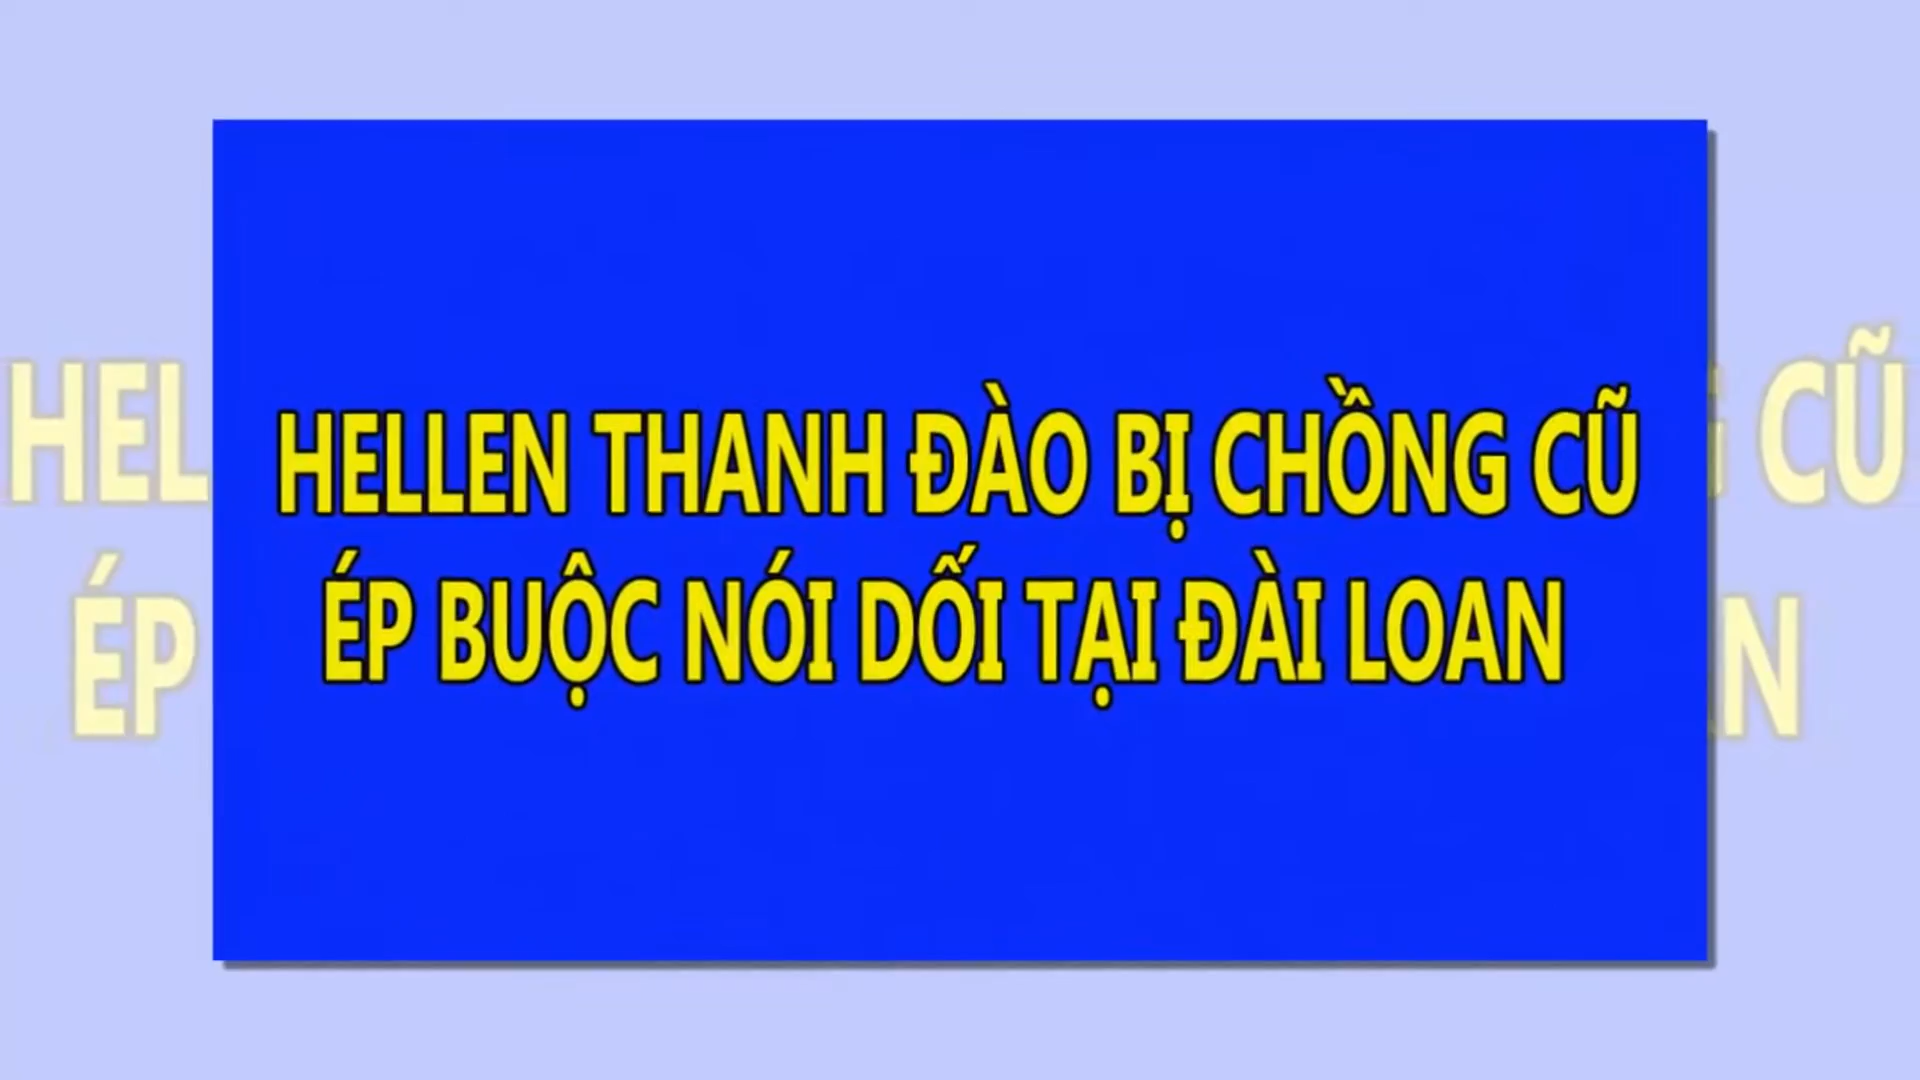 HELLEN THANH ĐÀO BỊ CHỒNG CŨ
ÉP BUỘC NÓI DỐI TẠI ĐÀI LOAN